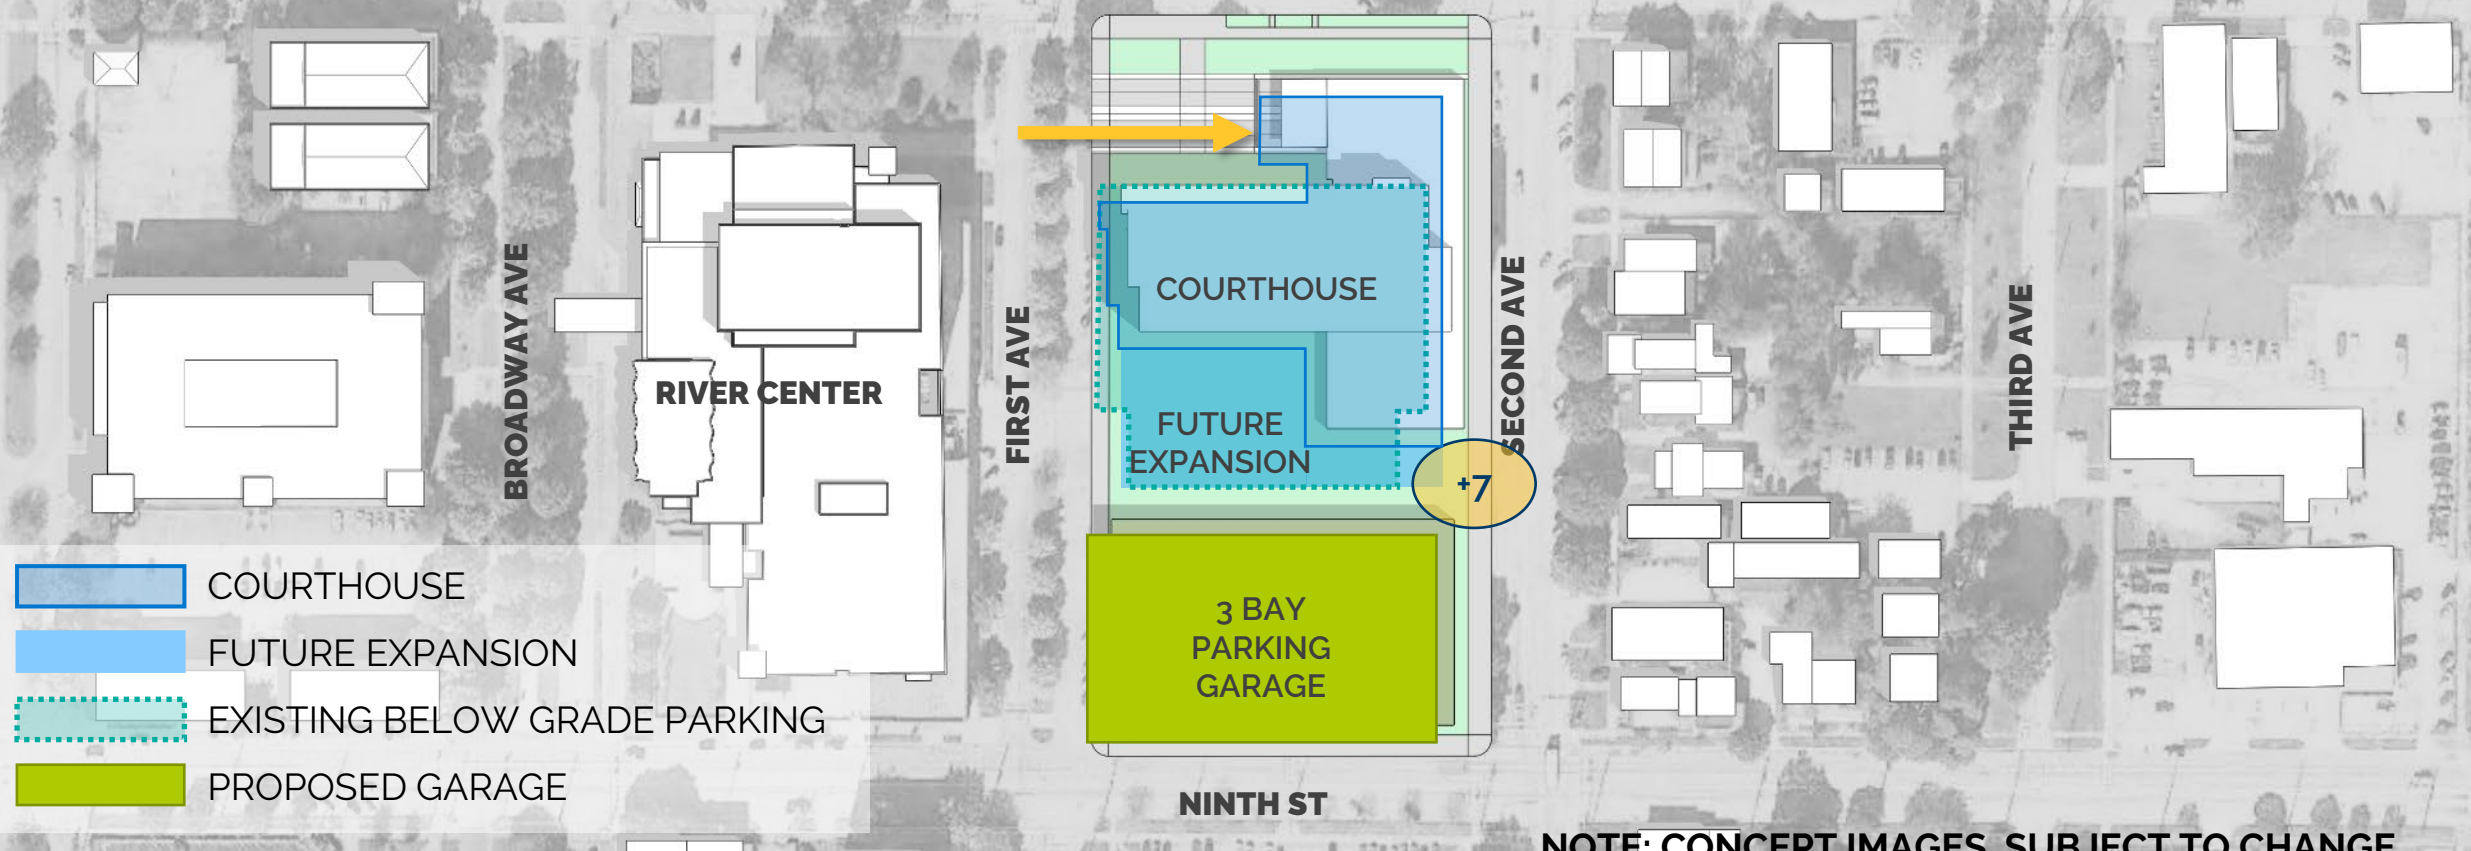 BROADWAY AVE
RIVER CENTER
FIRST AVE
COURTHOUSE
FUTURE
EXPANSION
SECOND AVE
+7
THIRD AVE
3 BAY
PARKING
GARAGE
NINTH ST
COURTHOUSE
FUTURE EXPANSION
EXISTING BELOW GRADE PARKING
PROPOSED GARAGE
NOTE: CONCEPT IMAGES, SUBJECT TO CHANGE